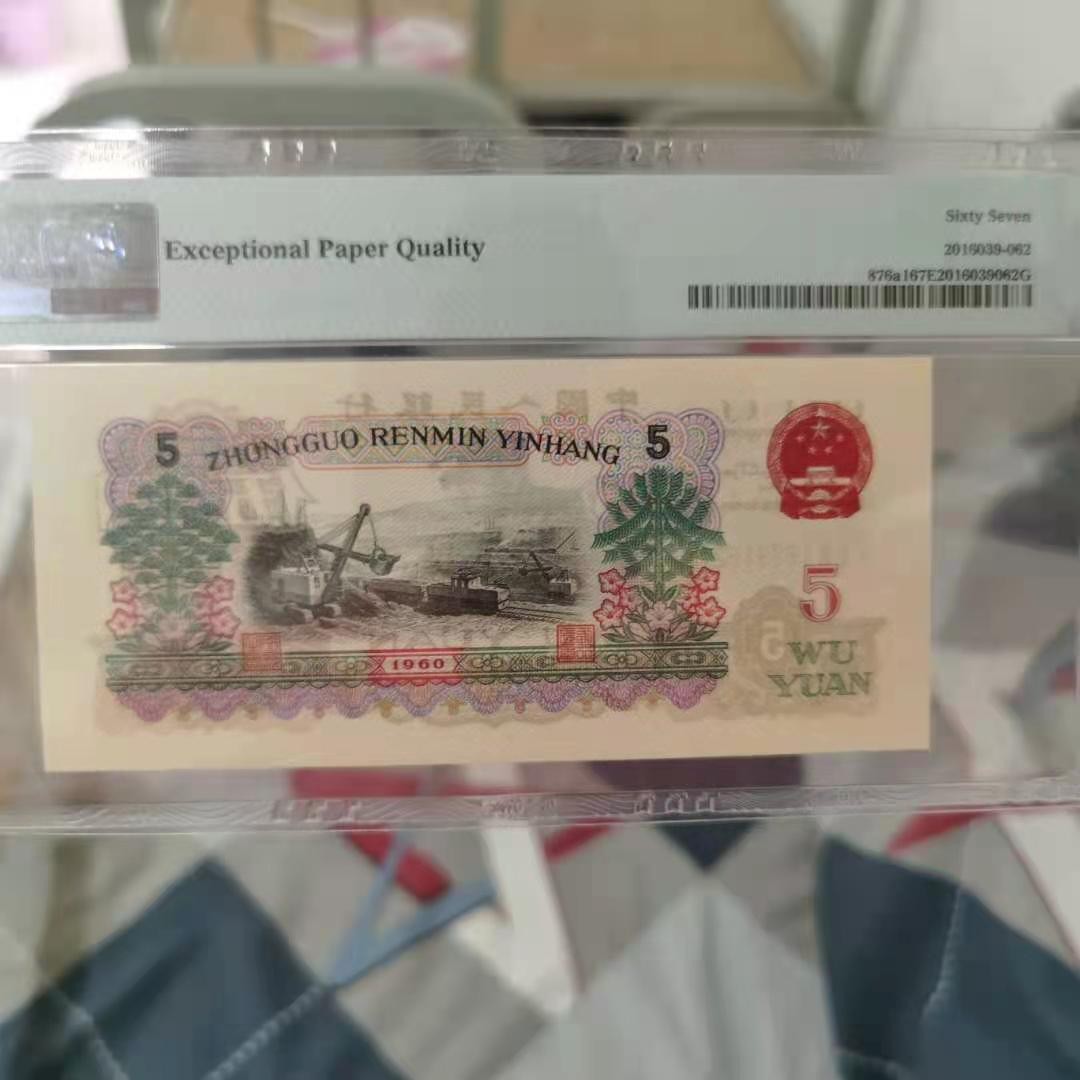 Exceptional Paper Quality
Sixty Seven
2016039-062
876a167E2016039062G
5 ZHONGGUO RENMIN YINHANG 5
5
WU
YUAN
1960